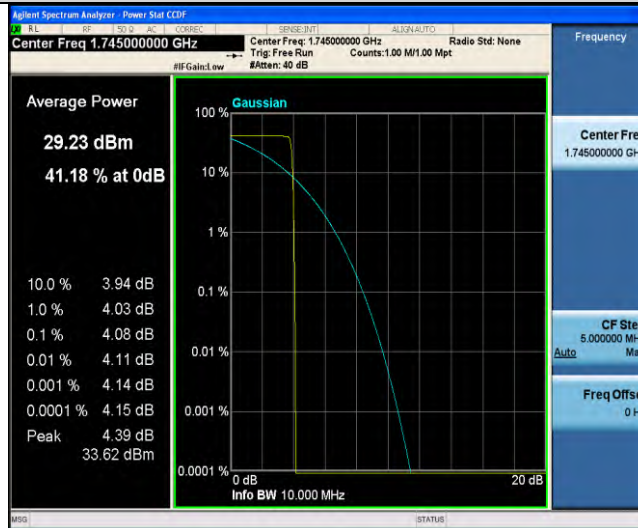 Agilent Spectrum Analyzer - Power Stat CCDF
RL RF 50 Ω AC CORREC SENSE:INT ALIGN AUTO
Center Freq 1.745000000 GHz
Center Freq: 1.745000000 GHz Radio Std: None
Trig: Free Run Counts:1.00 M/1.00 Mpt
#IFGain:Low #Atten: 40 dB
Frequency
Average Power
29.23 dBm
41.18 % at 0dB
10.0 % 3.94 dB
1.0 % 4.03 dB
0.1 % 4.08 dB
0.01 % 4.11 dB
0.001 % 4.14 dB
0.0001 % 4.15 dB
Peak 4.39 dB
33.62 dBm
Gaussian
100 %
10 %
1 %
0.1 %
0.01 %
0.001 %
0.0001 %
0 dB 20 dB
Info BW 10.000 MHz
Center Fre
1.745000000 GH
CF Ste
5.000000 MH
Auto Ma
Freq Offse
0 H
MSG STATUS